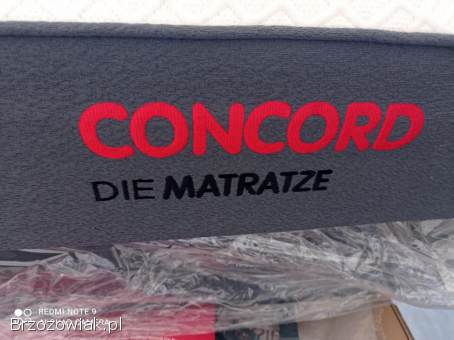 CONCORD
DIE MATRATZE
REDMI NOTE 9
Brzozowiak.pl